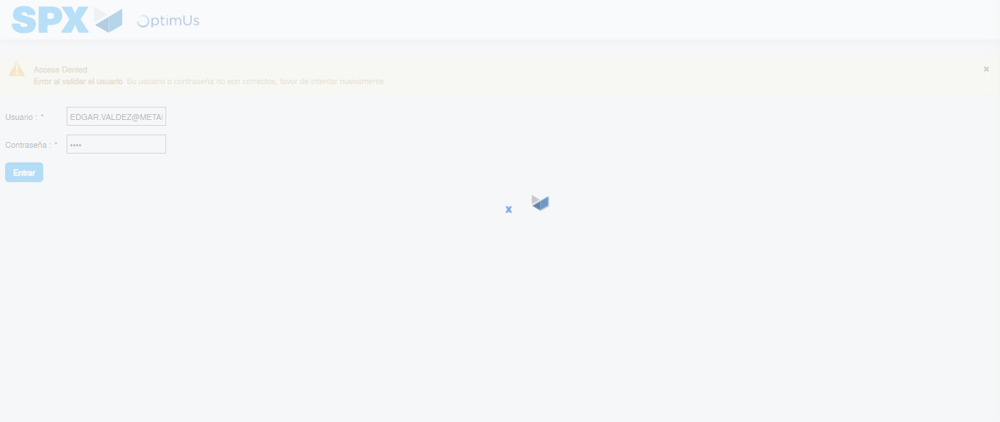 SPX OptimUs
Access Denied
Error al validar el usuario Su usuario o contraseña no son correctos, favor de intentar nuevamente
Usuario : * EDGAR.VALDEZ@META
Contraseña : * ••••
Entrar
x